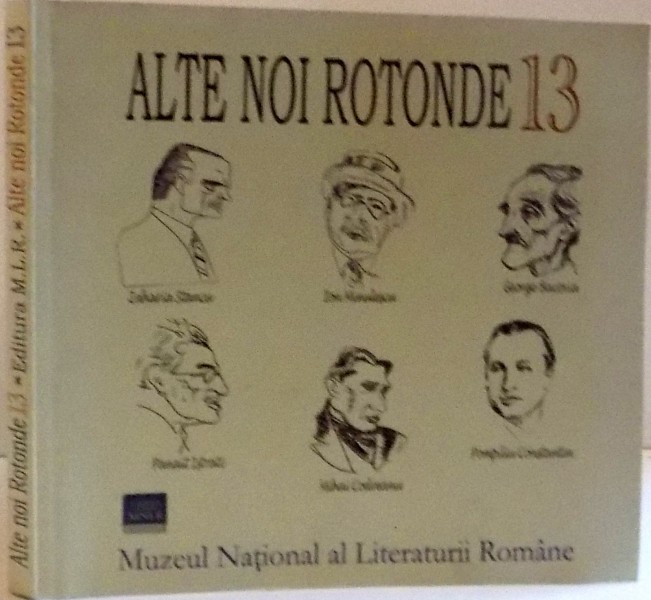 ALTE NOI ROTONDE 13
Zaharia Stancu
Ion Minulescu
George Bacovia
Panait Istrati
Mihai Codreanu
Pompiliu Constantinescu
Muzeul Național al Literaturii Române
Alte noi Rotonde 13 ▪ Editura M.L.R. ▪ Alte noi Rotonde 13